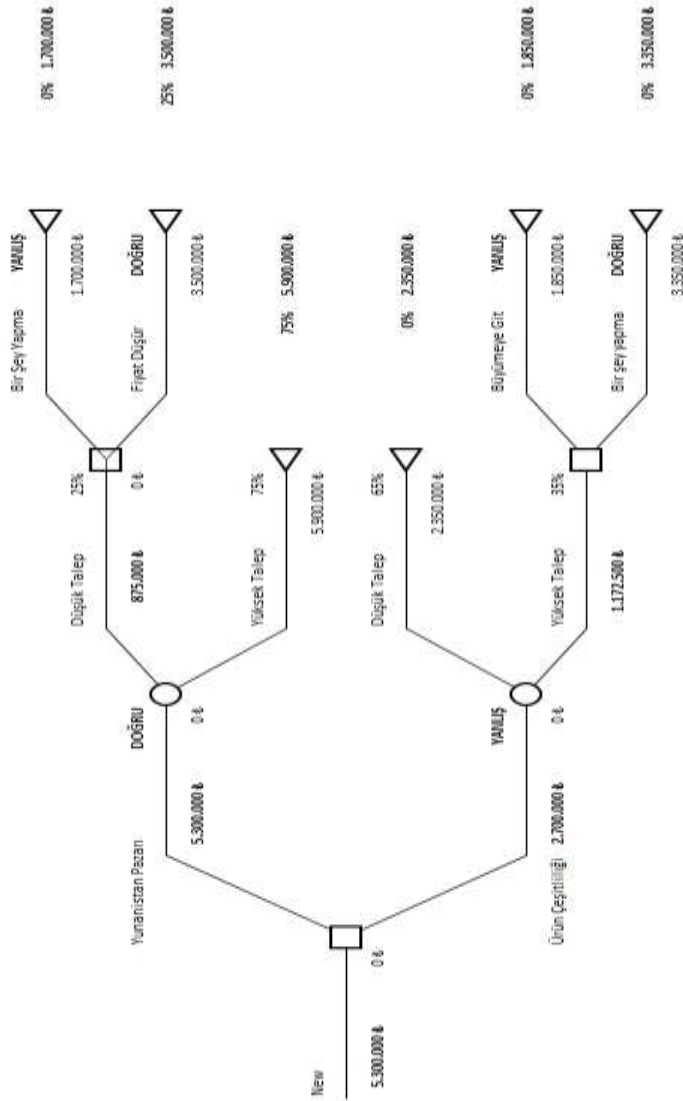 New
5.300.000 ₺
0 ₺
Yunanistan Pazarı
5.300.000 ₺
DOĞRU
0 ₺
Düşük Talep
875.000 ₺
25%
0 ₺
Bir Şey Yapma
YANLIŞ
1.700.000 ₺
0% 1.700.000 ₺
Fiyat Düşür
DOĞRU
3.500.000 ₺
25% 3.500.000 ₺
Yüksek Talep
75%
5.900.000 ₺
75% 5.900.000 ₺
Ürün Çeşitliliği
2.700.000 ₺
YANLIŞ
0 ₺
Düşük Talep
65%
2.350.000 ₺
0% 2.350.000 ₺
Yüksek Talep
1.172.500 ₺
35%
Büyümeye Git
YANLIŞ
1.850.000 ₺
0% 1.850.000 ₺
Bir şey yapma
DOĞRU
3.350.000 ₺
0% 3.350.000 ₺